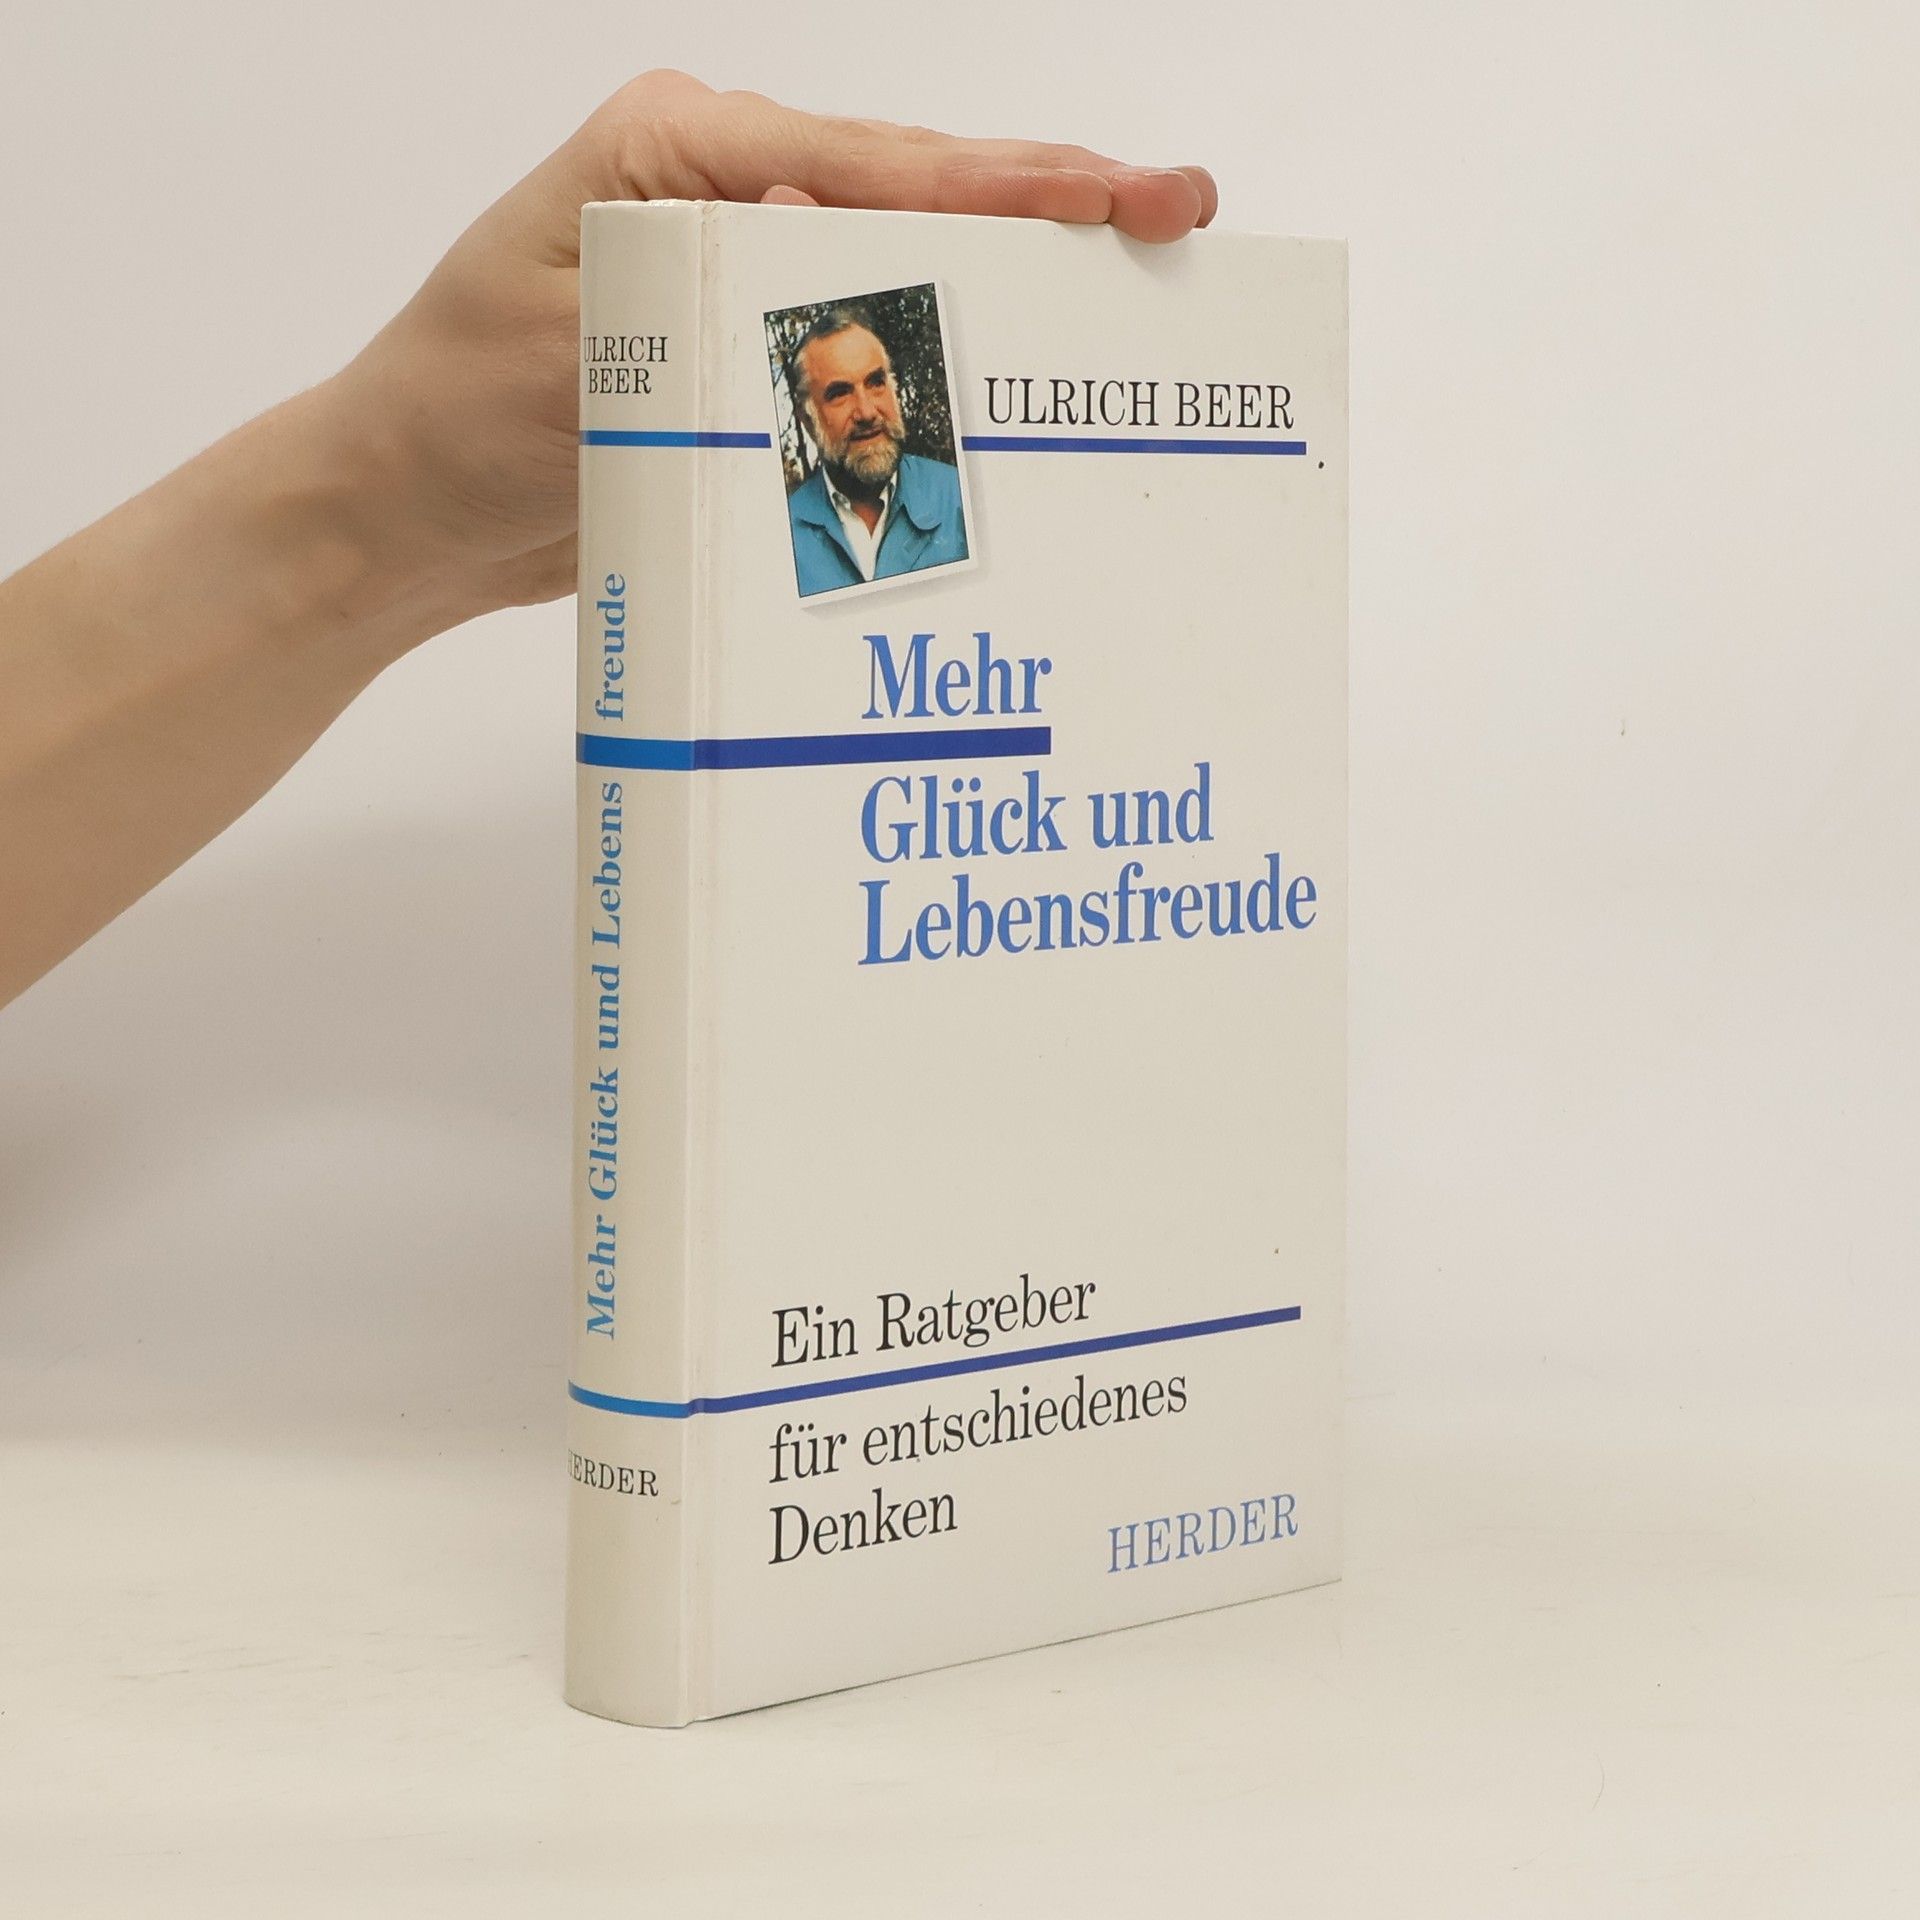 ULRICH
BEER
Mehr Glück und Lebens freude
HERDER
ULRICH BEER
Mehr
Glück und
Lebensfreude
Ein Ratgeber
für entschiedenes
Denken
HERDER